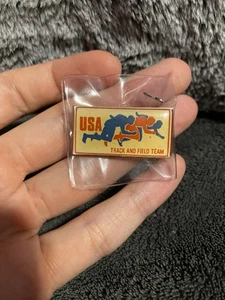 USA
TRACK AND FIELD TEAM